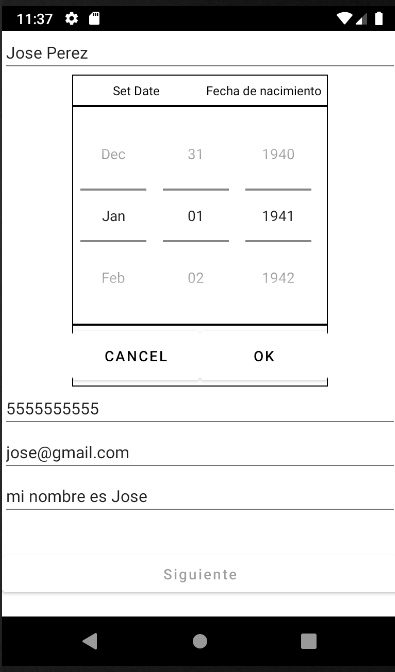 11:37
Jose Perez
Set Date Fecha de nacimiento
Dec 31 1940
Jan 01 1941
Feb 02 1942
CANCEL OK
5555555555
jose@gmail.com
mi nombre es Jose
Siguiente